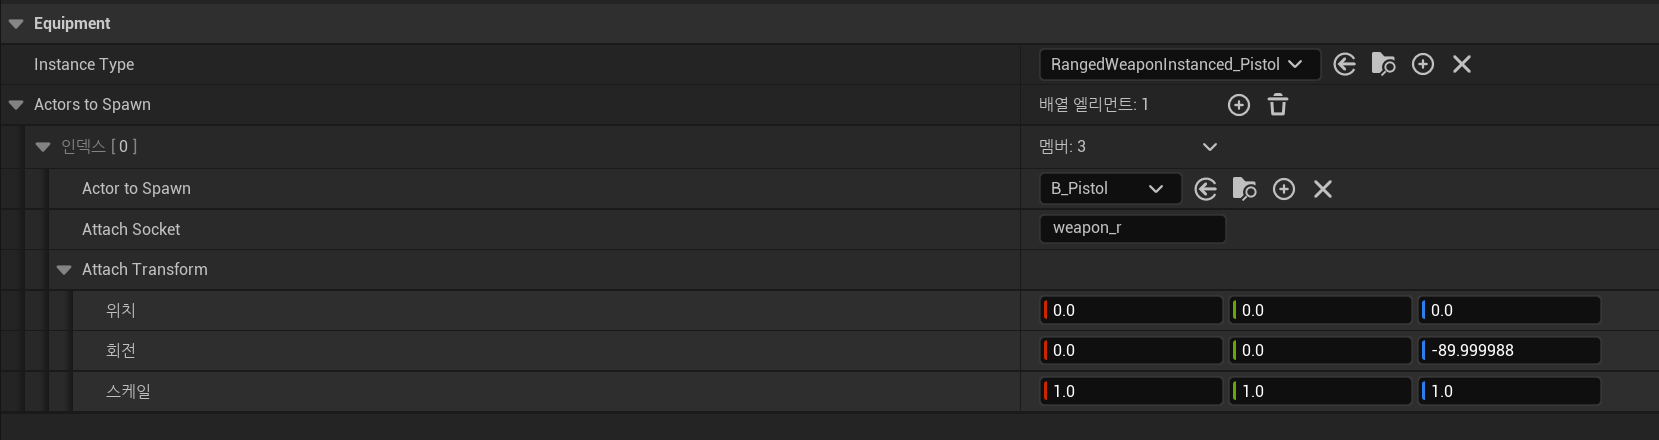 Equipment
Instance Type RangedWeaponInstanced_Pistol
Actors to Spawn 배열 엘리먼트: 1
인덱스 [ 0 ] 멤버: 3
Actor to Spawn B_Pistol
Attach Socket weapon_r
Attach Transform
위치 0.0 0.0 0.0
회전 0.0 0.0 -89.999988
스케일 1.0 1.0 1.0